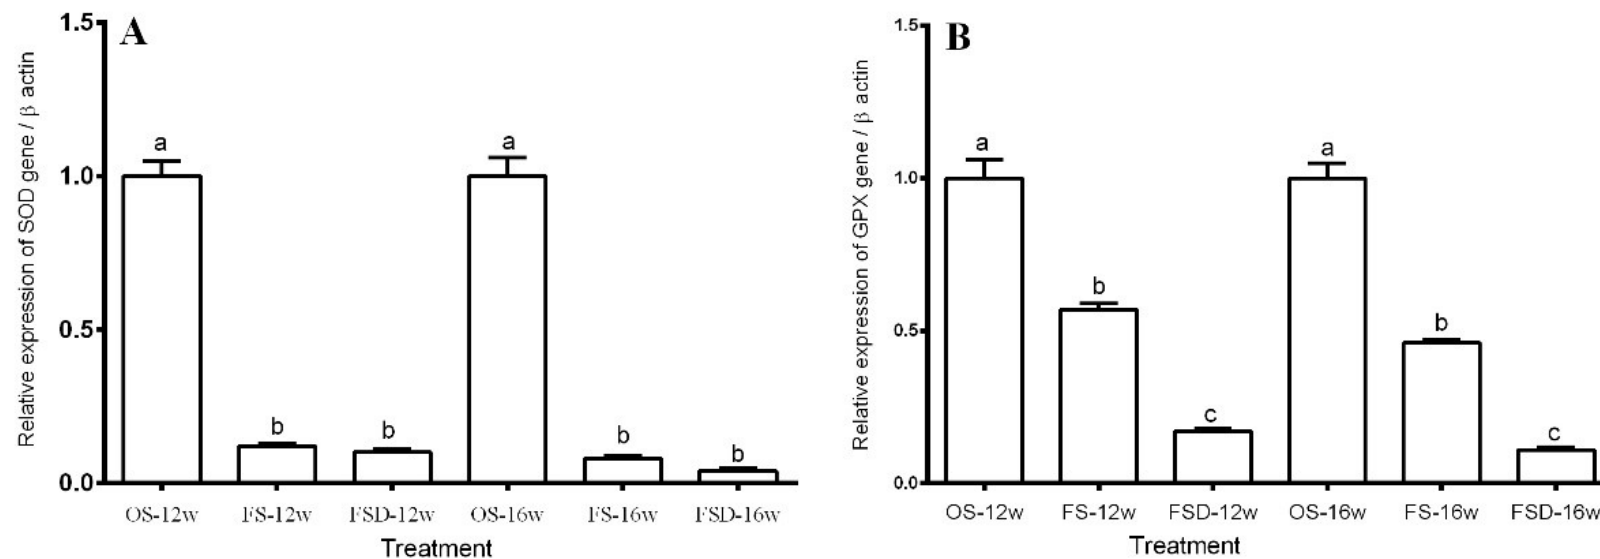 A
1.5
1.0
0.5
0.0
Relative expression of SOD gene / β actin
a
b
b
a
b
b
OS-12w FS-12w FSD-12w OS-16w FS-16w FSD-16w
Treatment
B
1.5
1.0
0.5
0.0
Relative expression of GPX gene / β actin
a
b
c
a
b
c
OS-12w FS-12w FSD-12w OS-16w FS-16w FSD-16w
Treatment